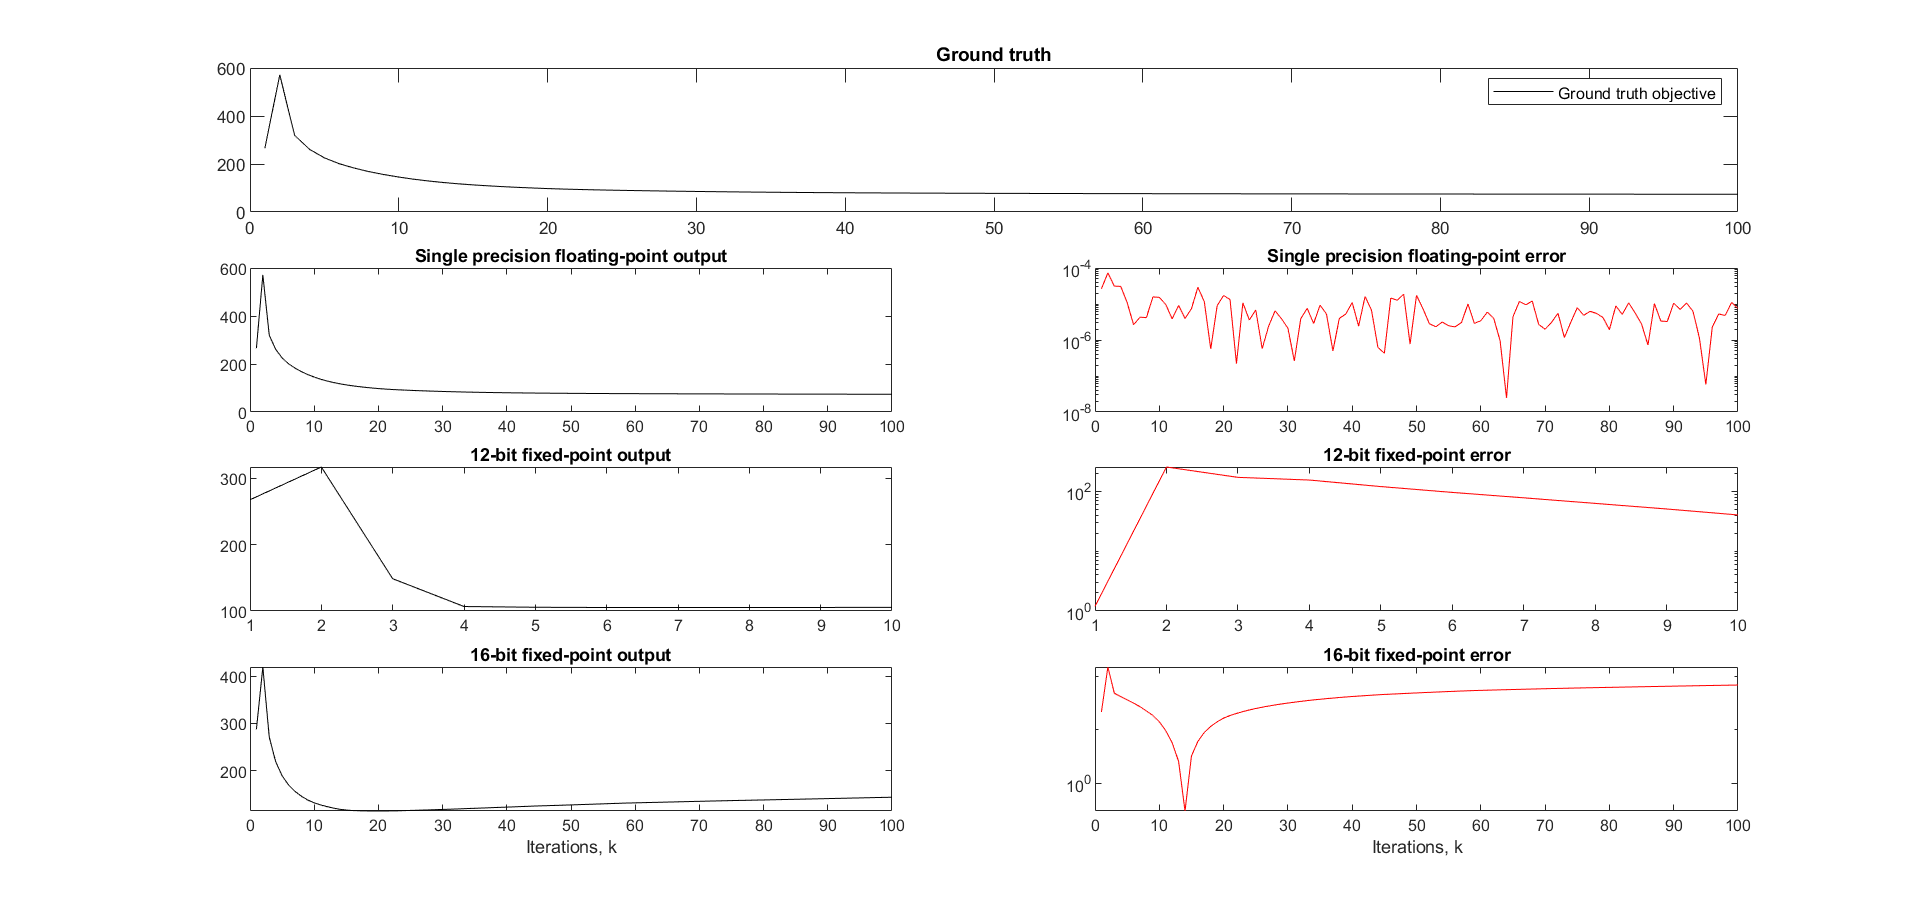 Ground truth
600
400
200
0
Ground truth objective
0 10 20 30 40 50 60 70 80 90 100
Single precision floating-point output
600
400
200
0
0 10 20 30 40 50 60 70 80 90 100
Single precision floating-point error
10^-4
10^-6
10^-8
0 10 20 30 40 50 60 70 80 90 100
12-bit fixed-point output
300
200
100
1 2 3 4 5 6 7 8 9 10
12-bit fixed-point error
10^2
10^0
1 2 3 4 5 6 7 8 9 10
16-bit fixed-point output
400
300
200
0 10 20 30 40 50 60 70 80 90 100
Iterations, k
16-bit fixed-point error
10^0
0 10 20 30 40 50 60 70 80 90 100
Iterations, k